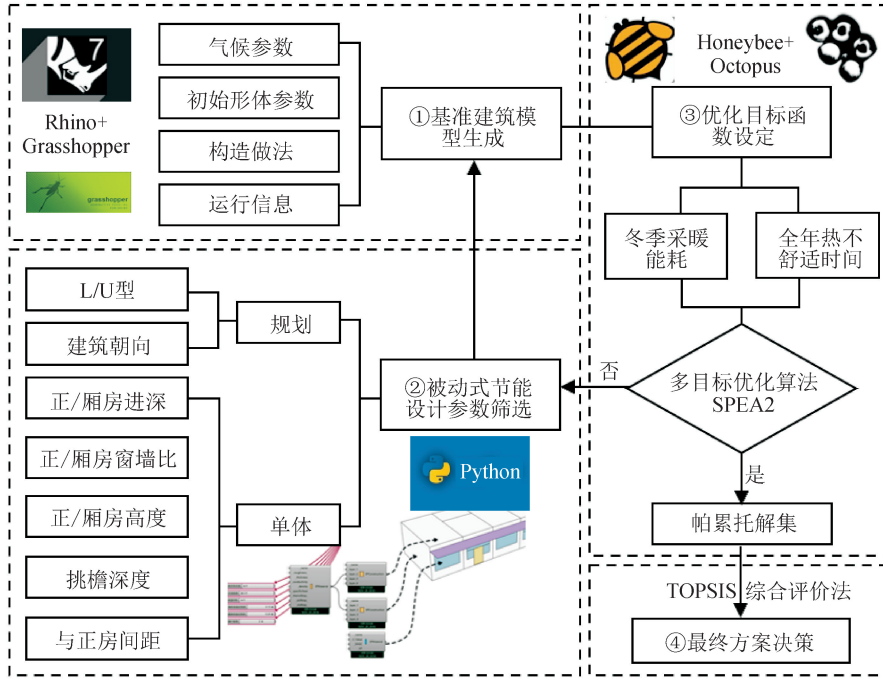 7
Rhino+
Grasshopper
grasshopper
气候参数
初始形体参数
构造做法
运行信息
①基准建筑模
型生成
Honeybee+
Octopus
③优化目标函
数设定
冬季采暖
能耗
全年热不
舒适时间
多目标优化算法
SPEA2
否
是
帕累托解集
TOPSIS
综合评价法
④最终方案决策
②被动式节能
设计参数筛选
Python
规划
L/U型
建筑朝向
单体
正/厢房进深
正/厢房窗墙比
正/厢房高度
挑檐深度
与正房间距